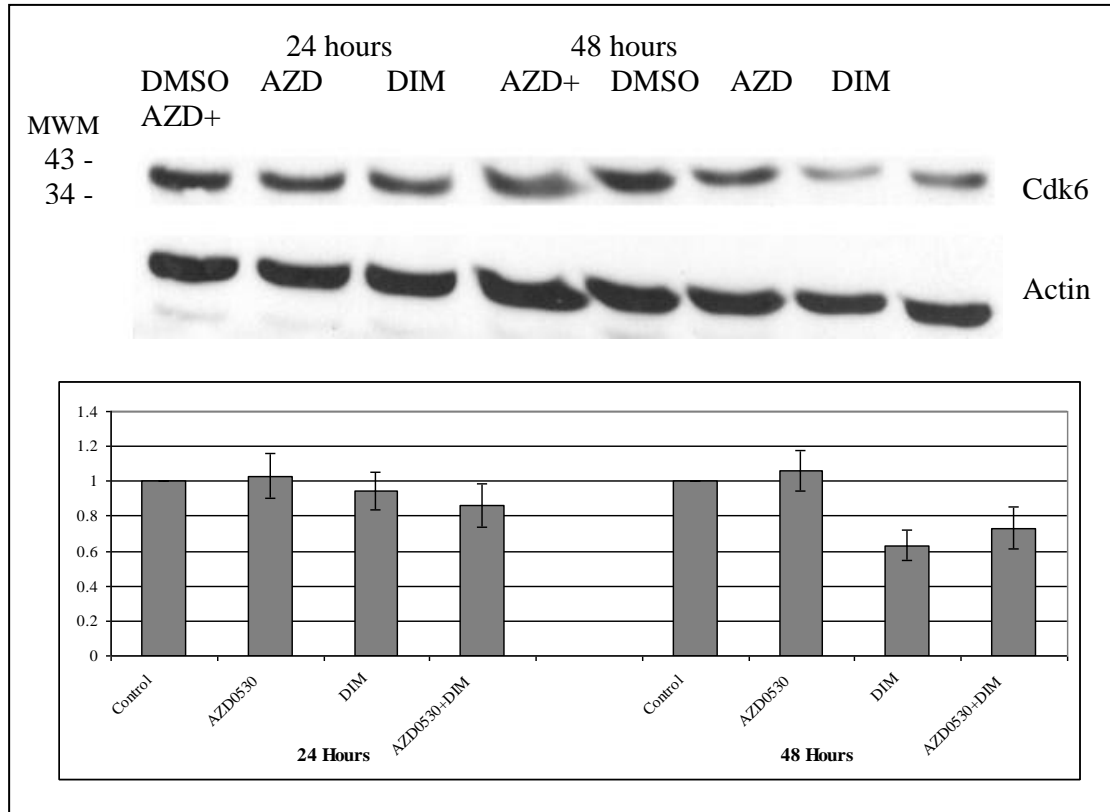 24 hours 48 hours
DMSO AZD DIM AZD+ DMSO AZD DIM
AZD+
MWM
43 -
34 -
Cdk6
Actin
1.4
1.2
1
0.8
0.6
0.4
0.2
0
Control AZD0530 DIM AZD0530+DIM Control AZD0530 DIM AZD0530+DIM
24 Hours 48 Hours